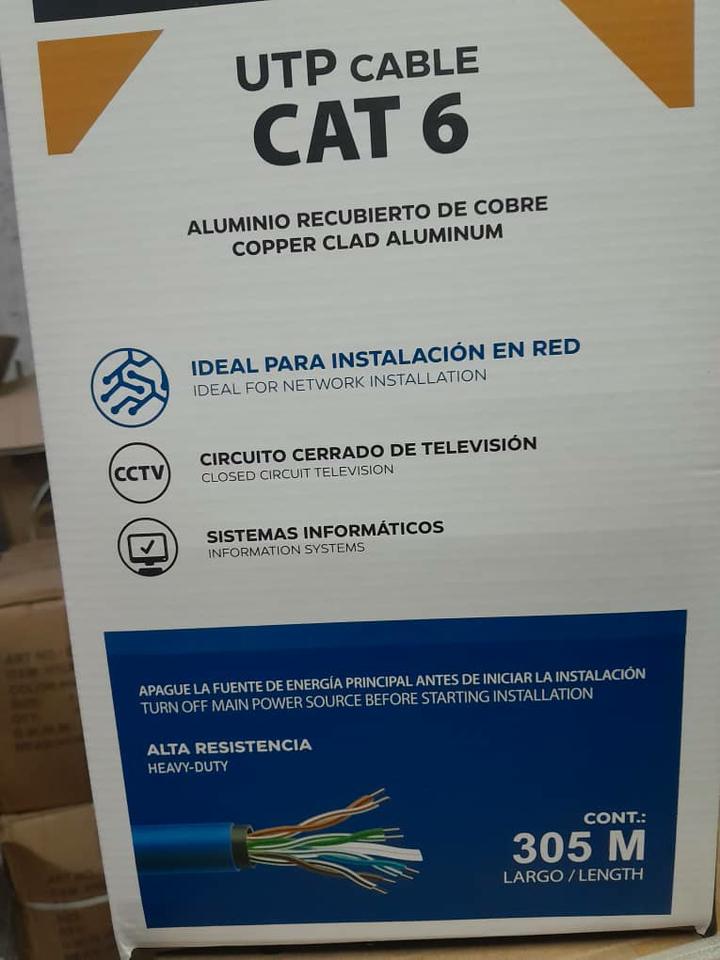 UTP CABLE
CAT 6
ALUMINIO RECUBIERTO DE COBRE
COPPER CLAD ALUMINUM
IDEAL PARA INSTALACIÓN EN RED
IDEAL FOR NETWORK INSTALLATION
CCTV
CIRCUITO CERRADO DE TELEVISIÓN
CLOSED CIRCUIT TELEVISION
SISTEMAS INFORMÁTICOS
INFORMATION SYSTEMS
APAGUE LA FUENTE DE ENERGÍA PRINCIPAL ANTES DE INICIAR LA INSTALACIÓN
TURN OFF MAIN POWER SOURCE BEFORE STARTING INSTALLATION
ALTA RESISTENCIA
HEAVY-DUTY
CONT.:
305 M
LARGO / LENGTH